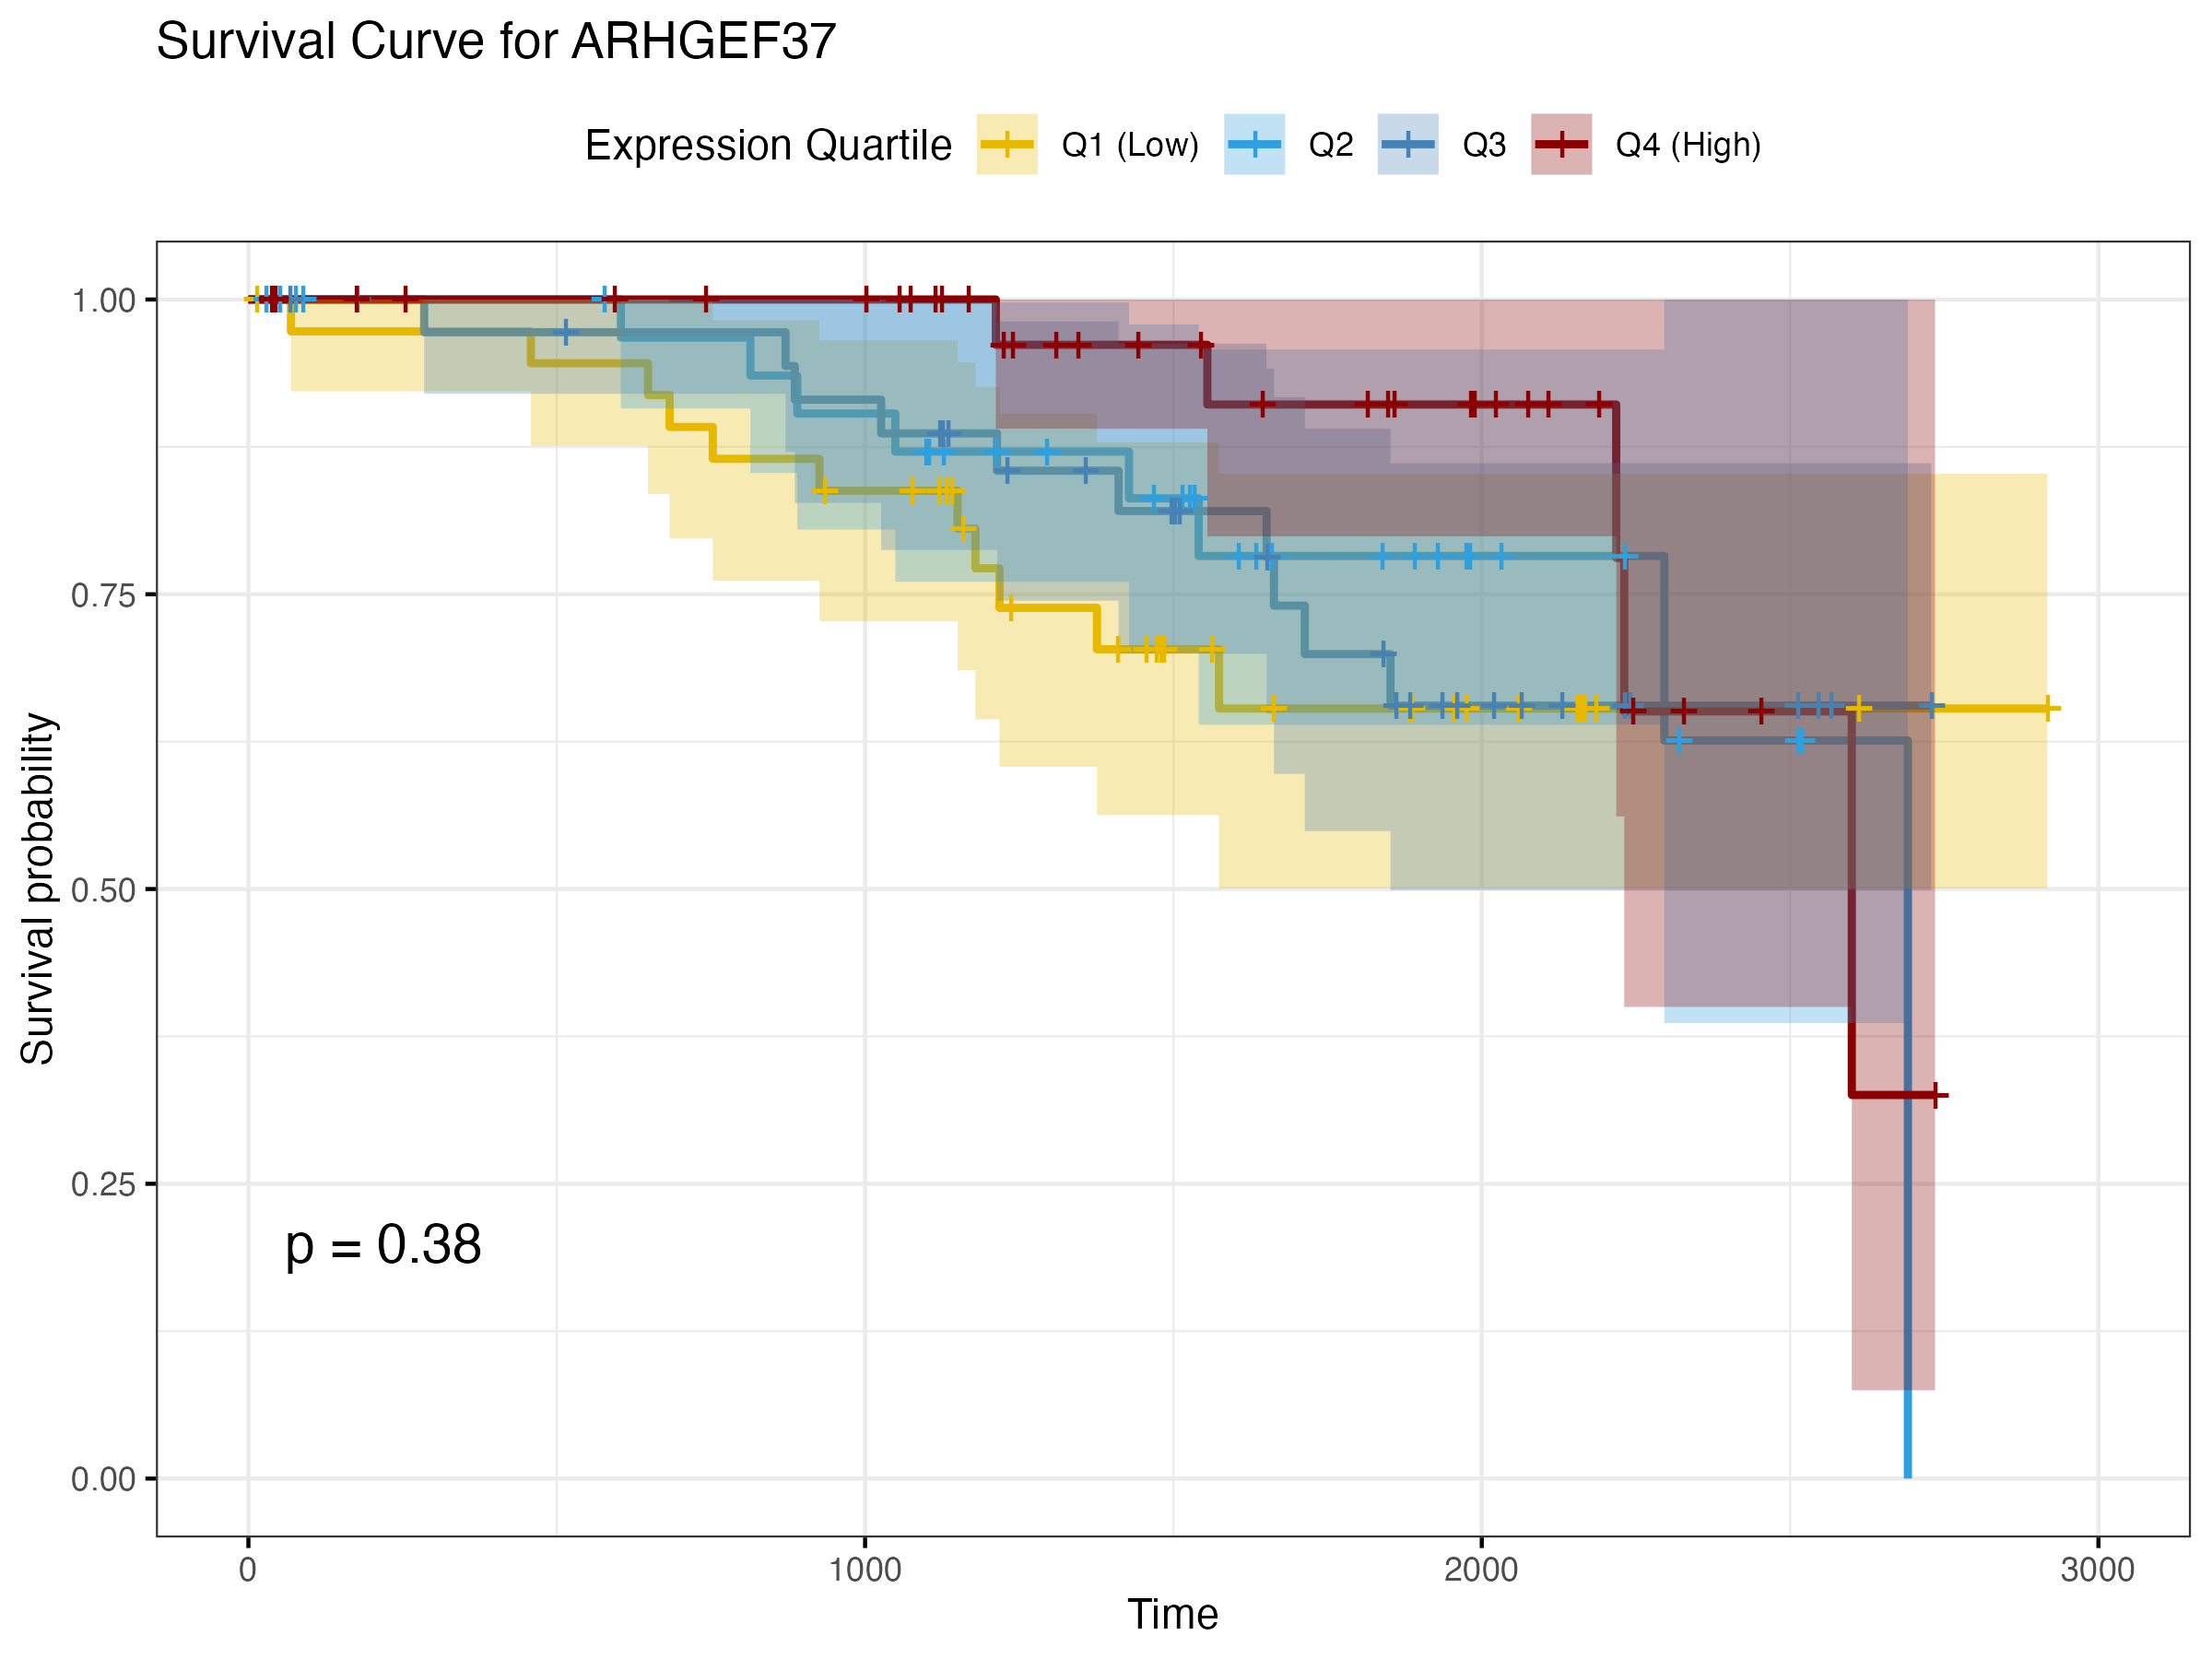 Survival Curve for ARHGEF37
Expression Quartile Q1 (Low) Q2 Q3 Q4 (High)
Survival probability
1.00
0.75
0.50
0.25
0.00
p = 0.38
0 1000 2000 3000
Time